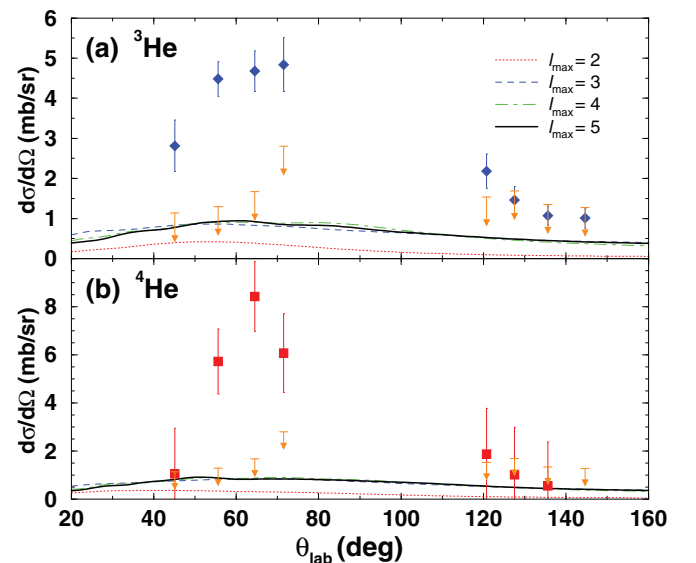 (a) ³He
l_max = 2
l_max = 3
l_max = 4
l_max = 5
dσ/dΩ (mb/sr)
6
5
4
3
2
1
0
(b) ⁴He
dσ/dΩ (mb/sr)
8
6
4
2
0
20 40 60 80 100 120 140 160
θ_lab (deg)